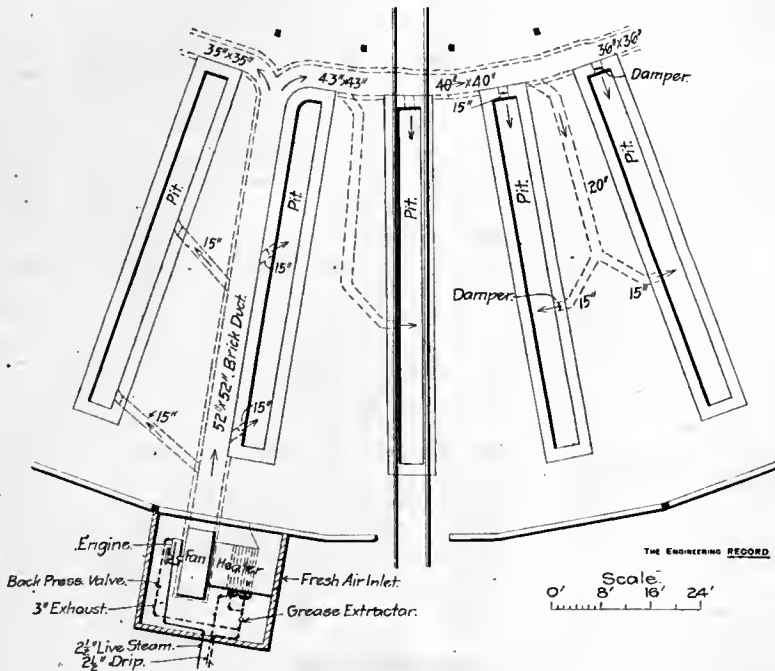 35"x35"
43"x43"
40"x40"
36"x36"
Damper.
15"
Pit.
Pit.
Pit.
Pit.
Pit.
20"
15"
15"
Damper.
15"
15"
52"x52" Brick Duct.
15"
15"
Engine.
Fan
Heater
Back Press. Valve.
Fresh Air Inlet.
3" Exhaust.
Grease Extractor.
2½" Live Steam.
2½" Drip.
THE ENGINEERING RECORD
Scale.
0' 8' 16' 24'